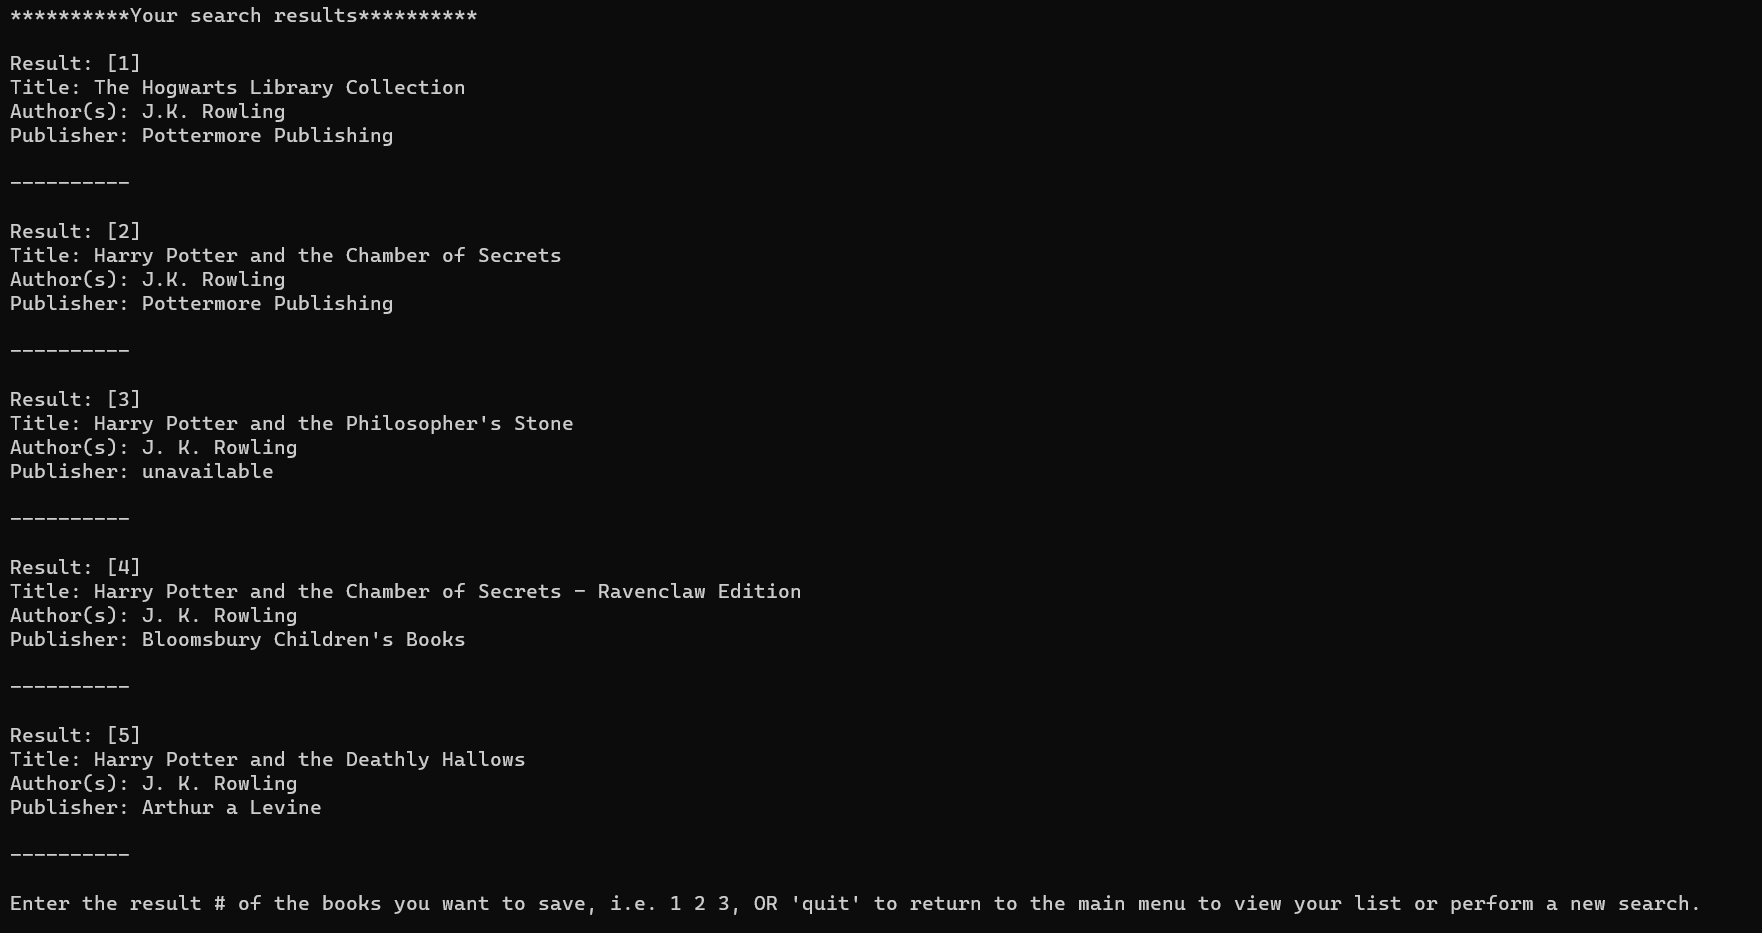 **********Your search results**********
Result: [1]
Title: The Hogwarts Library Collection
Author(s): J.K. Rowling
Publisher: Pottermore Publishing
----------
Result: [2]
Title: Harry Potter and the Chamber of Secrets
Author(s): J.K. Rowling
Publisher: Pottermore Publishing
----------
Result: [3]
Title: Harry Potter and the Philosopher's Stone
Author(s): J. K. Rowling
Publisher: unavailable
----------
Result: [4]
Title: Harry Potter and the Chamber of Secrets - Ravenclaw Edition
Author(s): J. K. Rowling
Publisher: Bloomsbury Children's Books
----------
Result: [5]
Title: Harry Potter and the Deathly Hallows
Author(s): J. K. Rowling
Publisher: Arthur a Levine
----------
Enter the result # of the books you want to save, i.e. 1 2 3, OR 'quit' to return to the main menu to view your list or perform a new search.